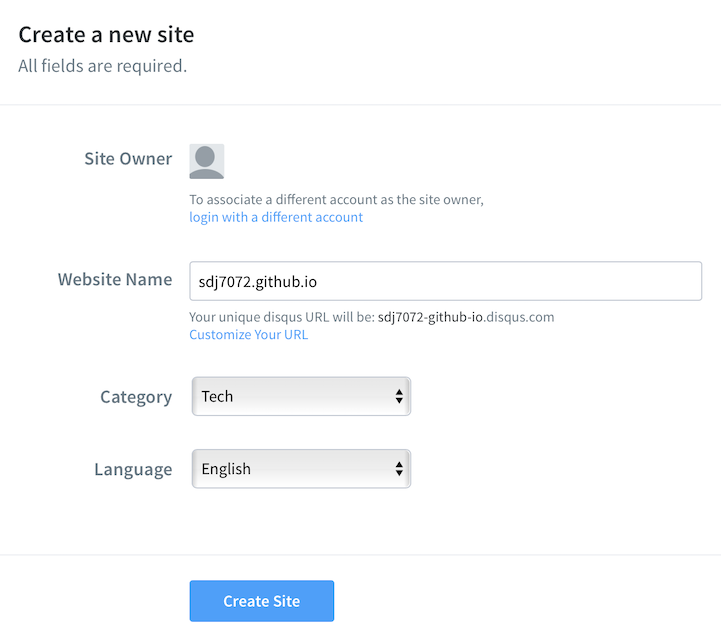 Create a new site
All fields are required.
Site Owner
To associate a different account as the site owner,
login with a different account
Website Name
sdj7072.github.io
Your unique disqus URL will be: sdj7072-github-io.disqus.com
Customize Your URL
Category
Tech
Language
English
Create Site